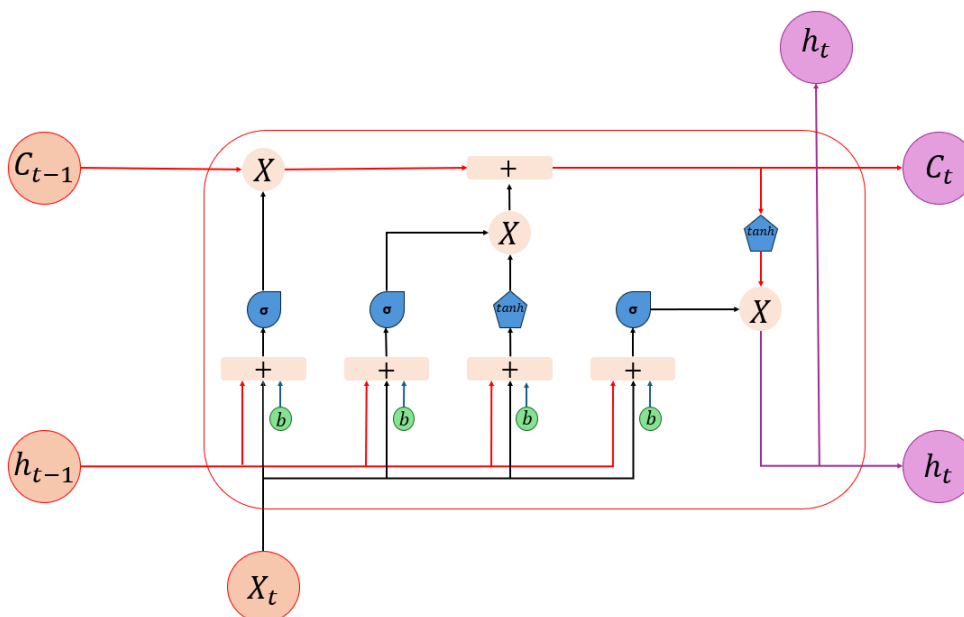 h_t
C_{t-1}
X
+
C_t
tanh
X
σ
σ
tanh
σ
X
+
+
+
+
b
b
b
b
h_{t-1}
h_t
X_t